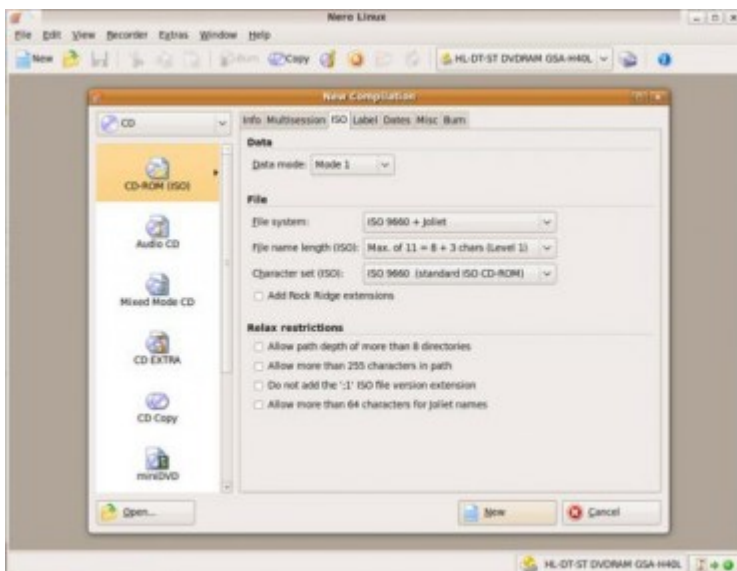 Nero Linux
File Edit View Recorder Extras Window Help
New Burn Copy HL-DT-ST DVDRAM GSA-H40L
New Compilation
CD
Info Multisession ISO Label Dates Misc Burn
Data
Data mode: Mode 1
CD-ROM (ISO)
File
File system: ISO 9660 + Joliet
File name length (ISO): Max. of 11 = 8 + 3 chars (Level 1)
Audio CD
Character set (ISO): ISO 9660 (standard ISO CD-ROM)
Add Rock Ridge extensions
Mixed Mode CD
Relax restrictions
Allow path depth of more than 8 directories
Allow more than 255 characters in path
CD EXTRA
Do not add the ';1' ISO file version extension
Allow more than 64 characters for Joliet names
CD Copy
miniDVD
Open... New Cancel
HL-DT-ST DVDRAM GSA-H40L